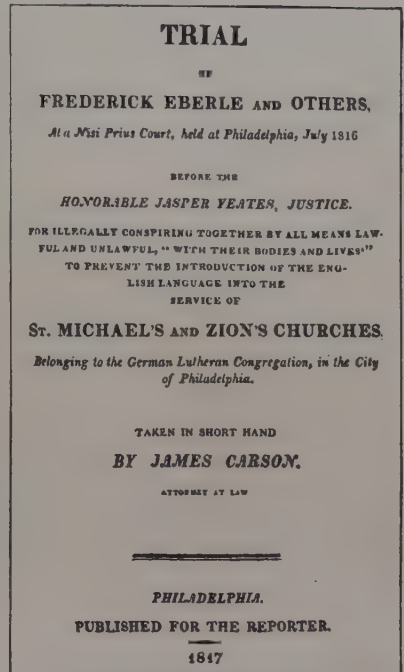 TRIAL
OF
FREDERICK EBERLE AND OTHERS,
At a Nisi Prius Court, held at Philadelphia, July 1816
BEFORE THE
HONORABLE JASPER YEATES, JUSTICE.
FOR ILLEGALLY CONSPIRING TOGETHER BY ALL MEANS LAW-
FUL AND UNLAWFUL, "WITH THEIR BODIES AND LIVES"
TO PREVENT THE INTRODUCTION OF THE ENG-
LISH LANGUAGE INTO THE
SERVICE OF
ST. MICHAEL'S AND ZION'S CHURCHES.
Belonging to the German Lutheran Congregation, in the City
of Philadelphia.
TAKEN IN SHORT HAND
BY JAMES CARSON.
ATTORNEY AT LAW
PHILADELPHIA.
PUBLISHED FOR THE REPORTER.
1817